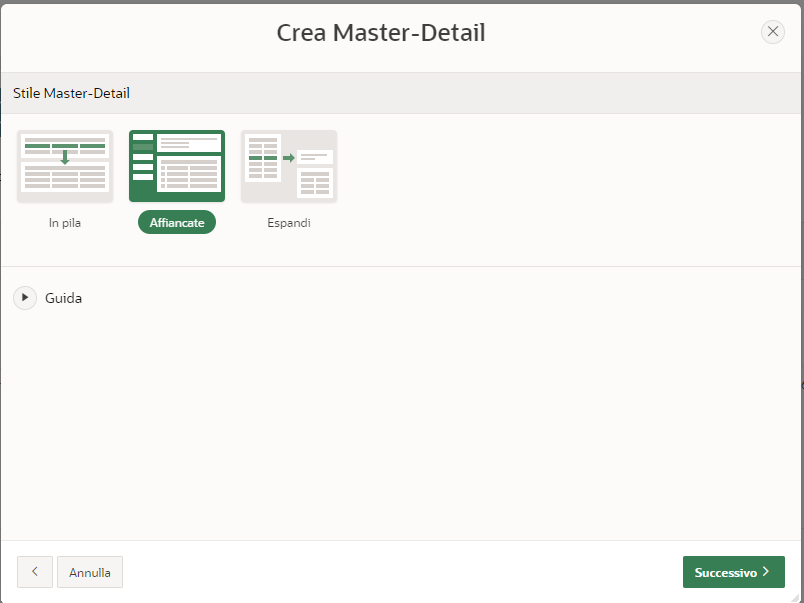 Crea Master-Detail
Stile Master-Detail
In pila
Affiancate
Espandi
Guida
Annulla
Successivo